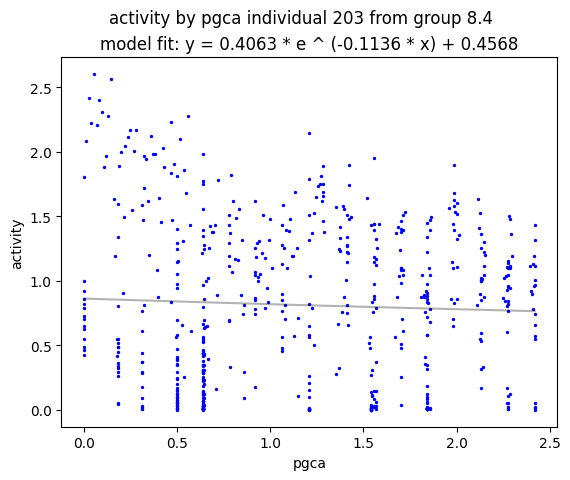 activity by pgca individual 203 from group 8.4
model fit: y = 0.4063 * e ^ (-0.1136 * x) + 0.4568
2.5
2.0
1.5
activity
1.0
0.5
0.0
0.0 0.5 1.0 1.5 2.0 2.5
pgca